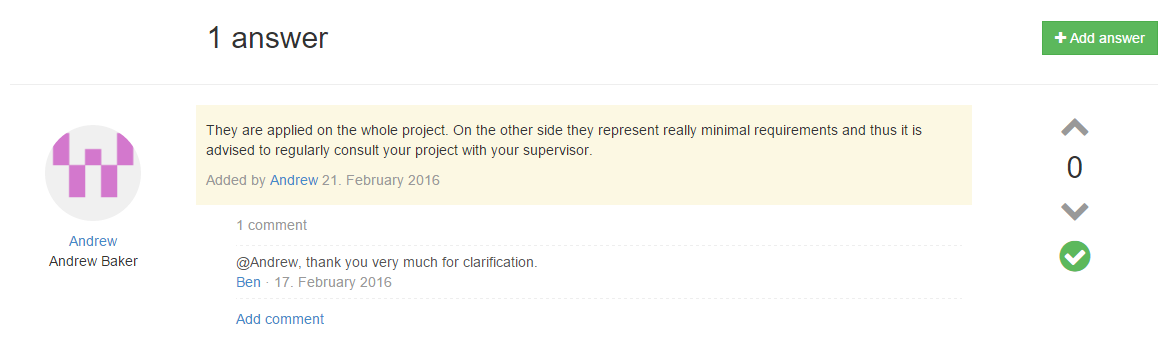 1 answer
Add answer
They are applied on the whole project. On the other side they represent really minimal requirements and thus it is
advised to regularly consult your project with your supervisor.
Added by Andrew 21. February 2016
0
Andrew
Andrew Baker
1 comment
@Andrew, thank you very much for clarification.
Ben · 17. February 2016
Add comment